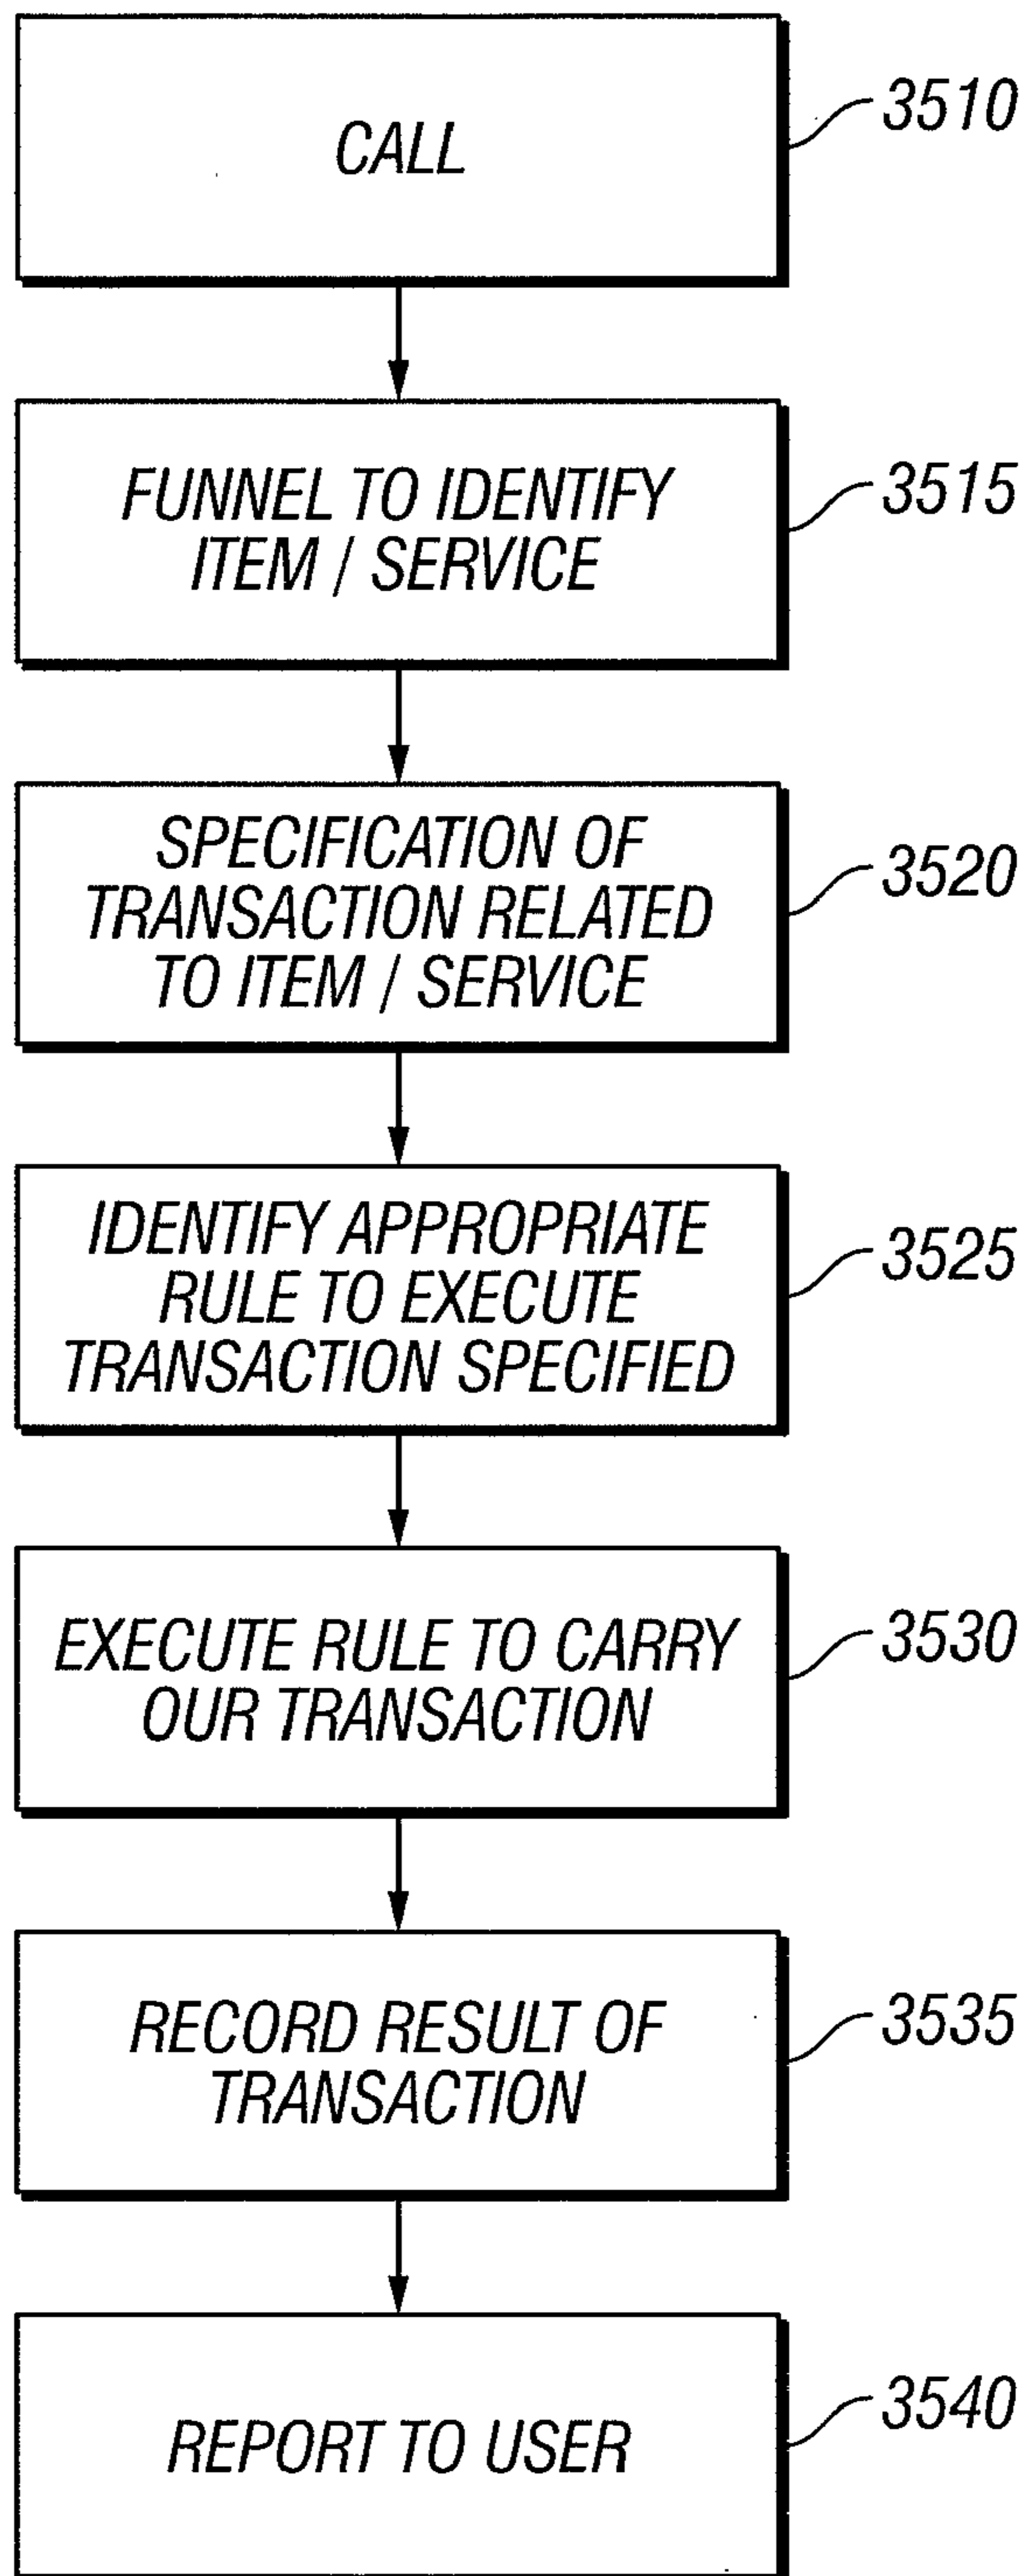 CALL
3510
FUNNEL TO IDENTIFY
ITEM / SERVICE
3515
SPECIFICATION OF
TRANSACTION RELATED
TO ITEM / SERVICE
3520
IDENTIFY APPROPRIATE
RULE TO EXECUTE
TRANSACTION SPECIFIED
3525
EXECUTE RULE TO CARRY
OUR TRANSACTION
3530
RECORD RESULT OF
TRANSACTION
3535
REPORT TO USER
3540